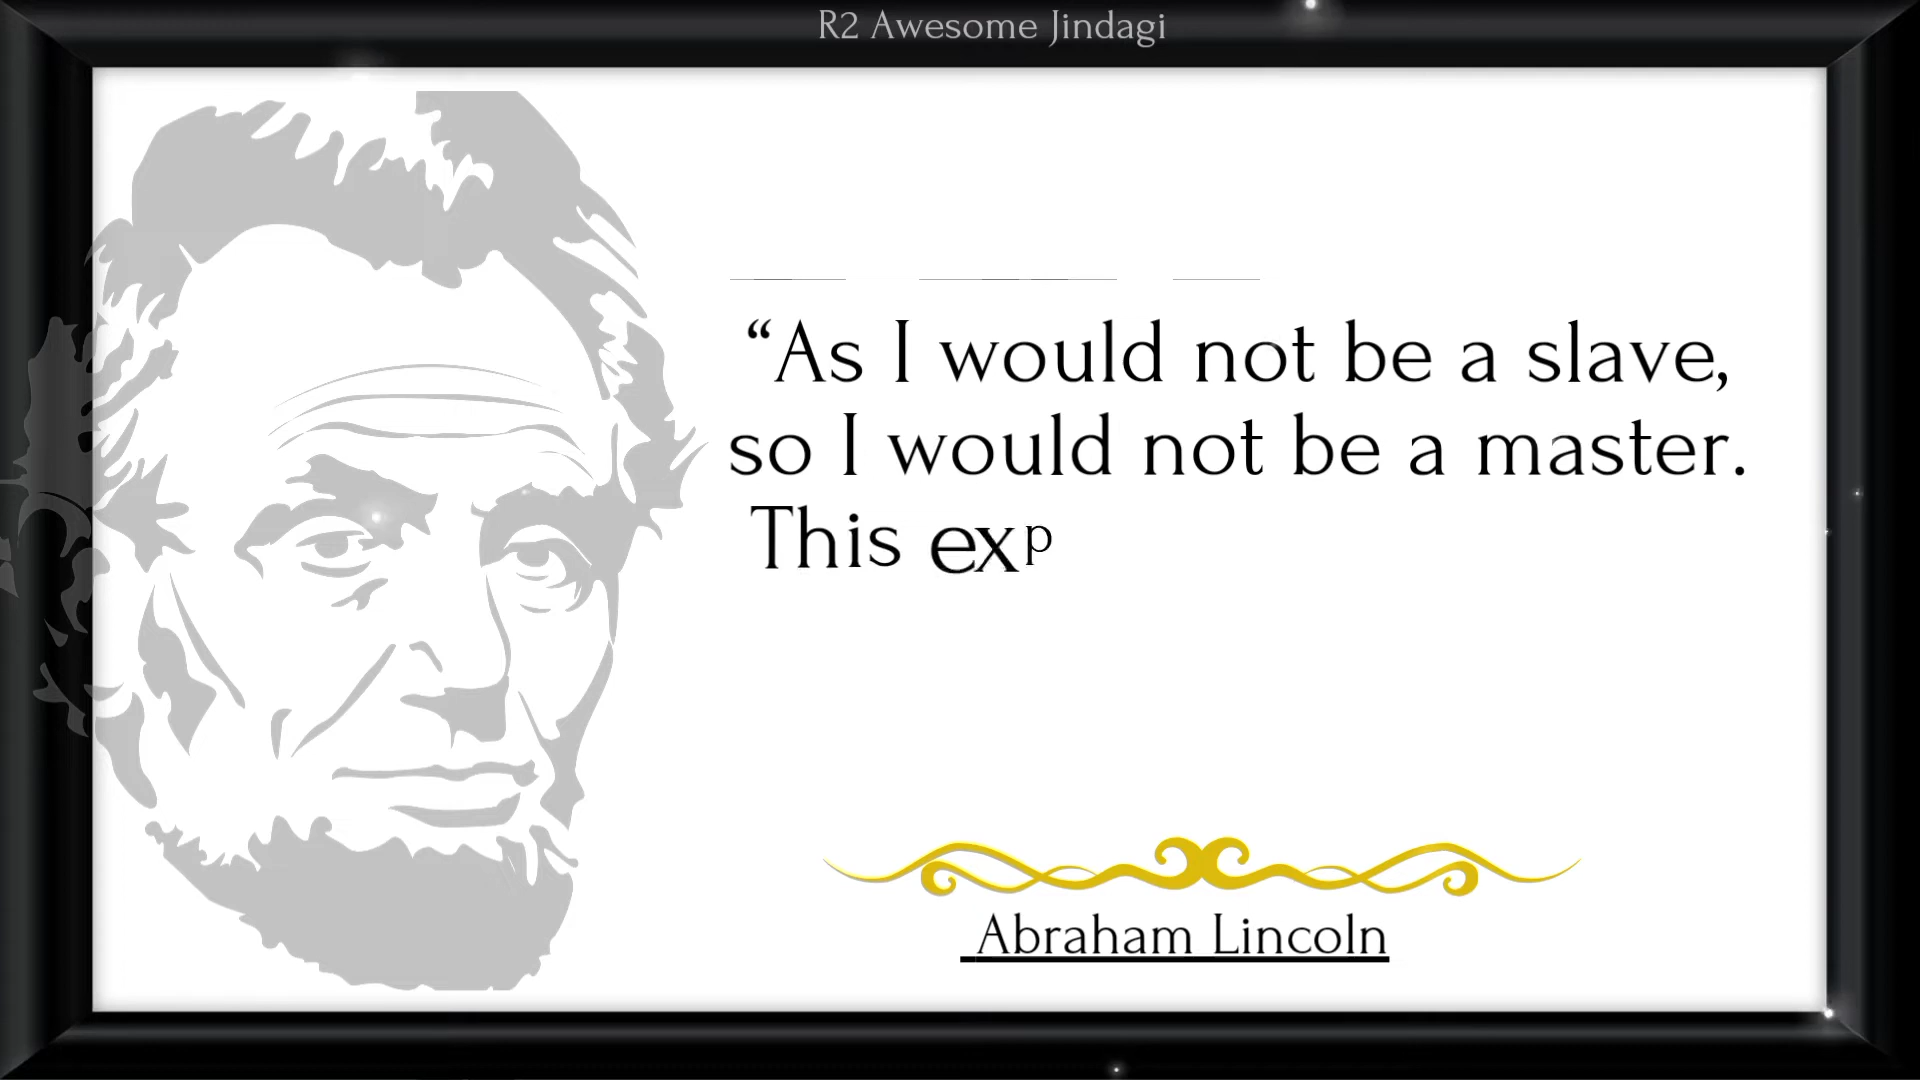 R2 Awesome Jindagi
“As I would not be a slave,
so I would not be a master.
This exp
Abraham Lincoln